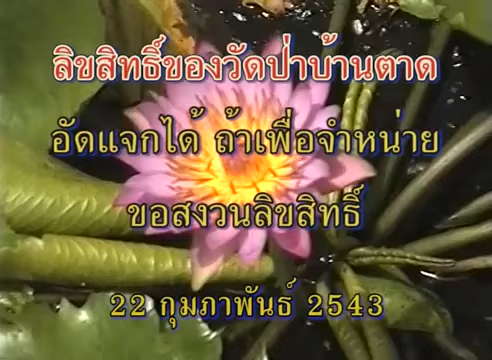 ลิขสิทธิ์ของวัดป่าบ้านตาด
อัดแจกได้ ถ้าเพื่อจำหน่าย
ขอสงวนลิขสิทธิ์
22 กุมภาพันธ์ 2543